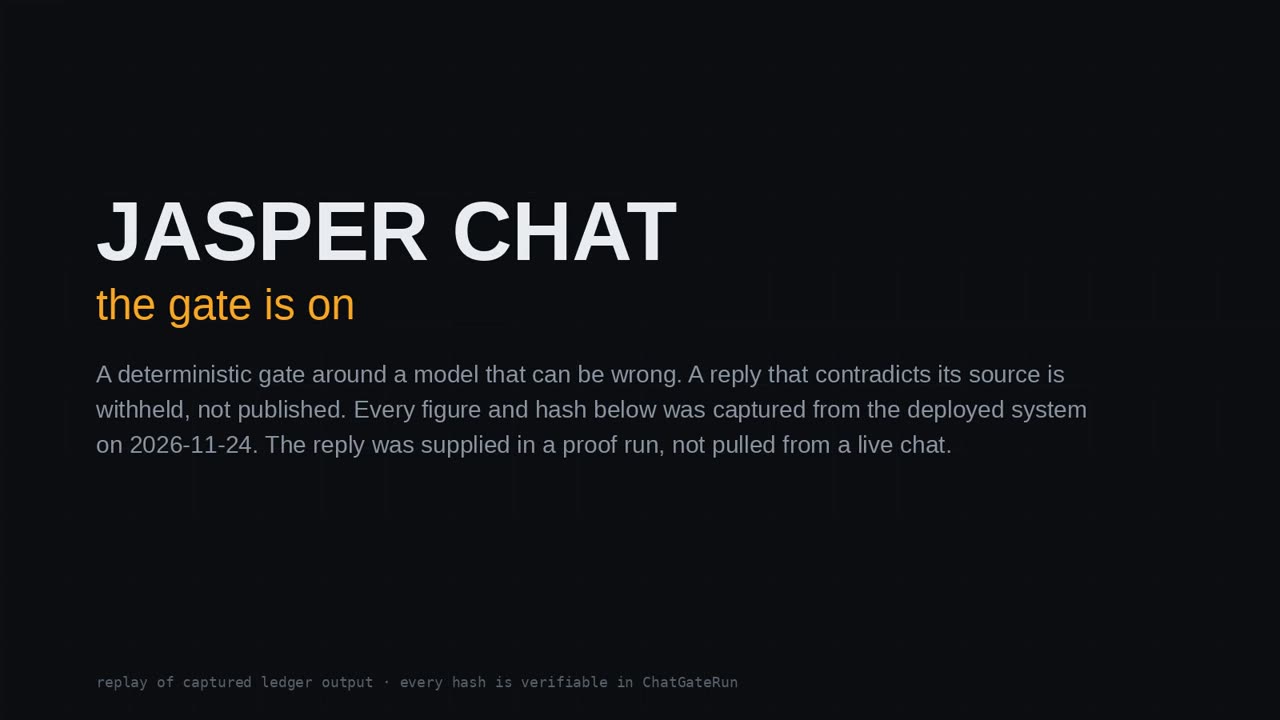 JASPER CHAT
the gate is on
A deterministic gate around a model that can be wrong. A reply that contradicts its source is
withheld, not published. Every figure and hash below was captured from the deployed system
on 2026-11-24. The reply was supplied in a proof run, not pulled from a live chat.
replay of captured ledger output · every hash is verifiable in ChatGateRun